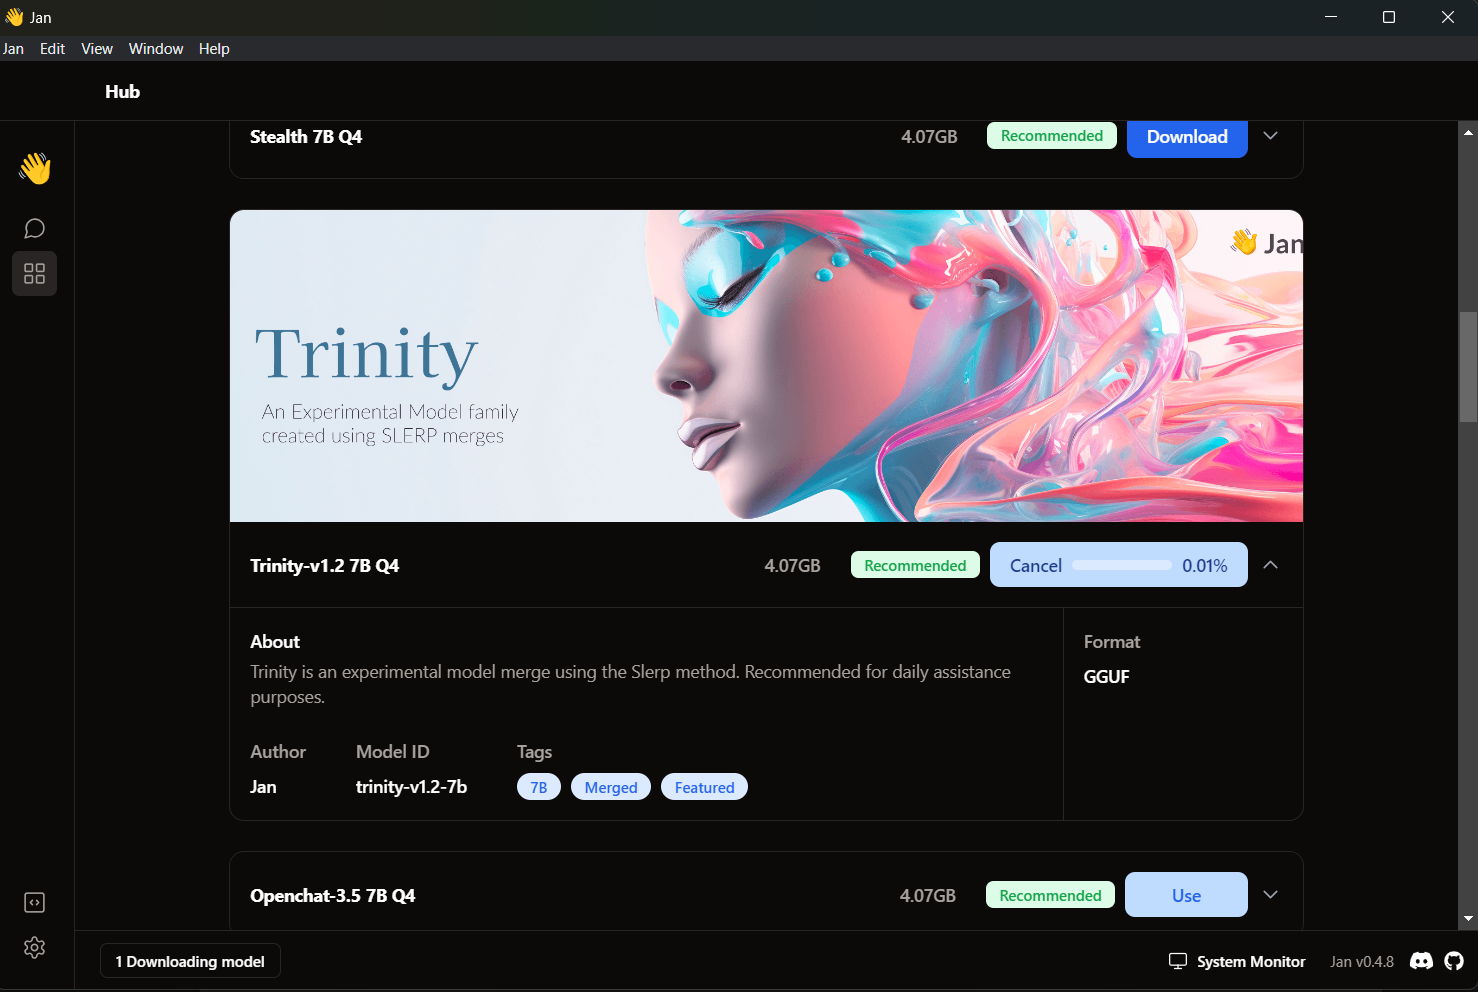 Jan
Jan Edit View Window Help
Hub
Stealth 7B Q4 4.07GB Recommended Download
Jan
Trinity
An Experimental Model family
created using SLERP merges
Trinity-v1.2 7B Q4 4.07GB Recommended Cancel 0.01%
About
Trinity is an experimental model merge using the Slerp method. Recommended for daily assistance
purposes.
Format
GGUF
Author Model ID Tags
Jan trinity-v1.2-7b 7B Merged Featured
Openchat-3.5 7B Q4 4.07GB Recommended Use
1 Downloading model System Monitor Jan v0.4.8